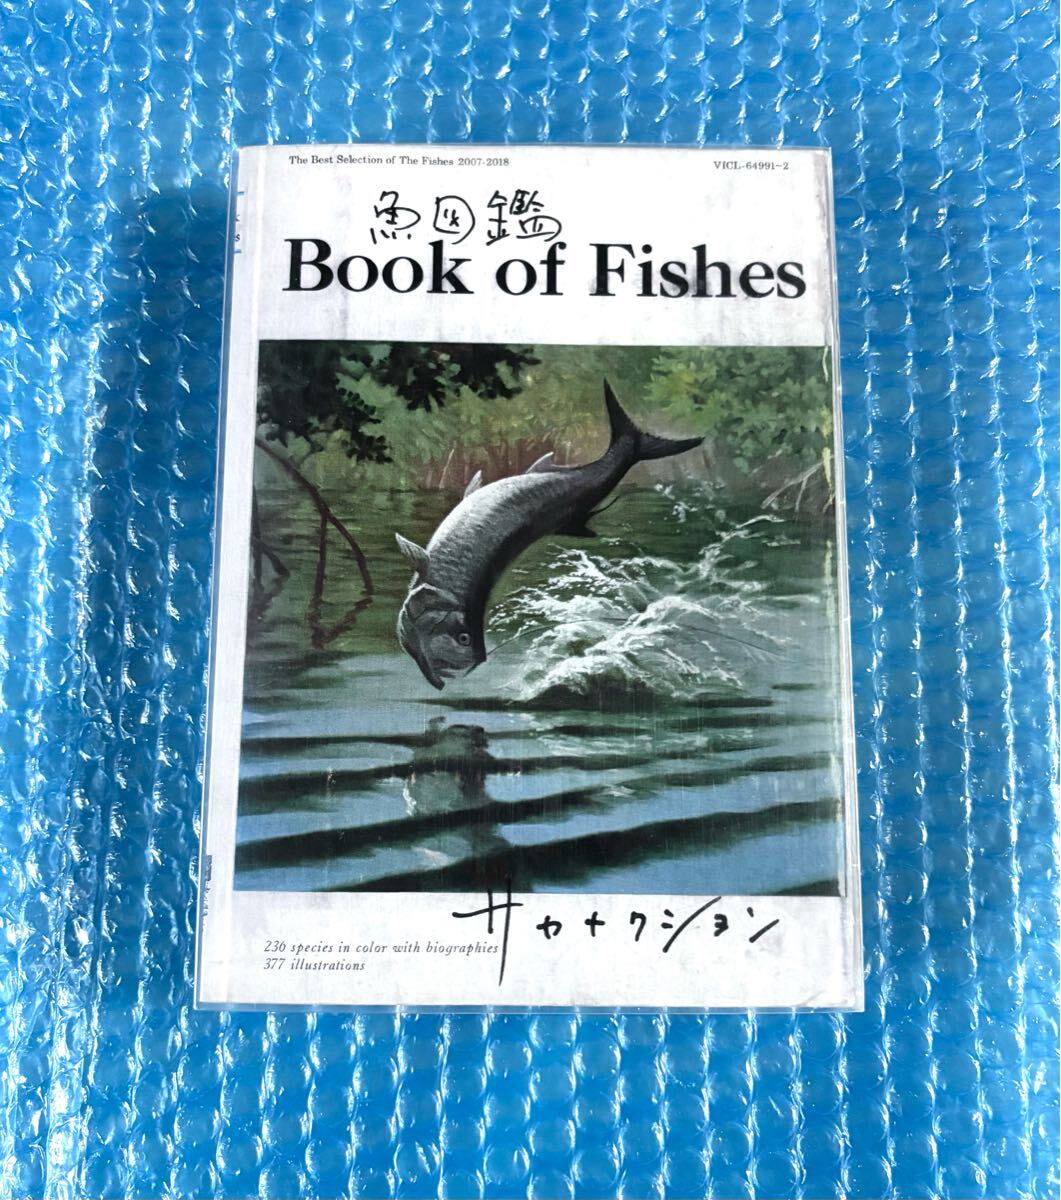 The Best Selection of The Fishes 2007-2018
VICL-64991~2
魚図鑑
Book of Fishes
サカナクション
236 species in color with biographies
377 illustrations